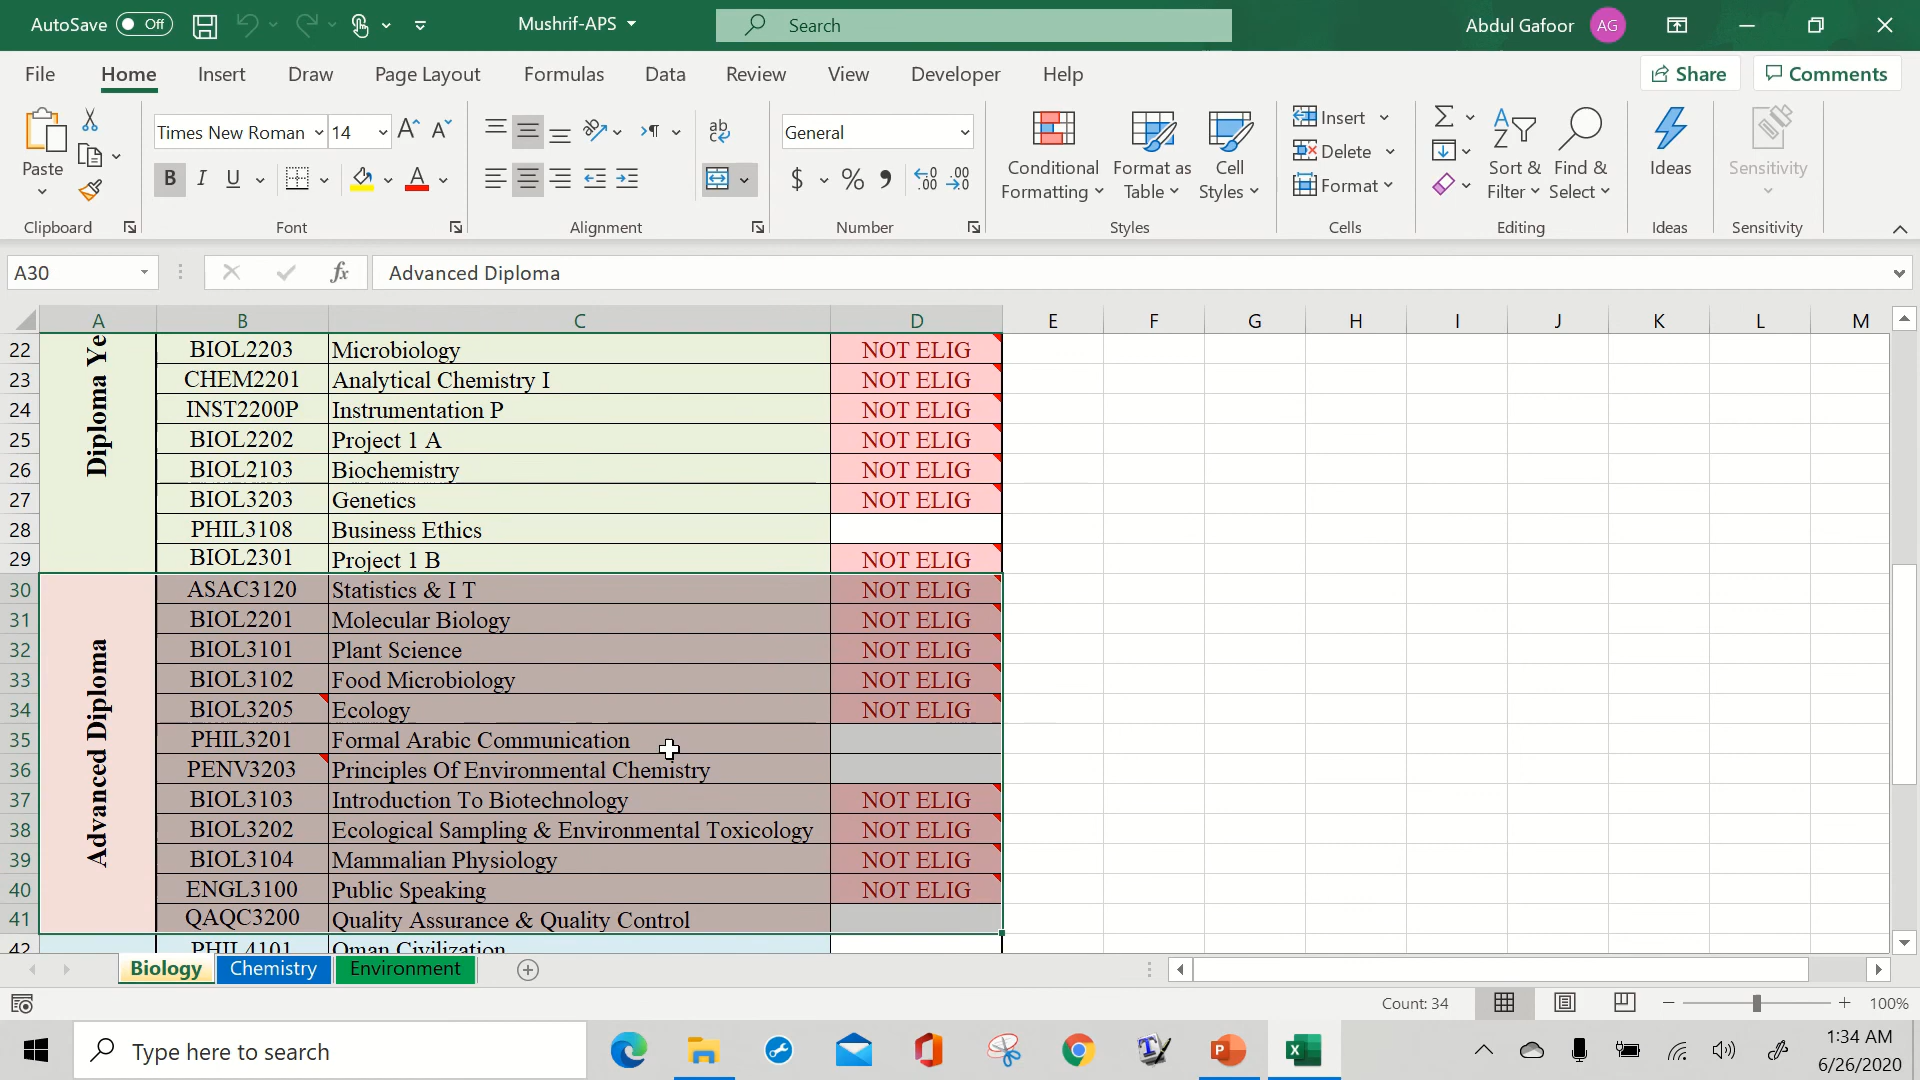 AutoSave Off Mushrif-APS Search Abdul Gafoor AG
File Home Insert Draw Page Layout Formulas Data Review View Developer Help Share Comments
Times New Roman 14 General
Paste B I U $ % Conditional Formatting Format as Table Cell Styles Insert Delete Format Sort & Filter Find & Select Ideas Sensitivity
Clipboard Font Alignment Number Styles Cells Editing Ideas Sensitivity
A30 fx Advanced Diploma
A B C D E F G H I J K L M
Diploma Ye
22 BIOL2203 Microbiology NOT ELIG
23 CHEM2201 Analytical Chemistry I NOT ELIG
24 INST2200P Instrumentation P NOT ELIG
25 BIOL2202 Project 1 A NOT ELIG
26 BIOL2103 Biochemistry NOT ELIG
27 BIOL3203 Genetics NOT ELIG
28 PHIL3108 Business Ethics
29 BIOL2301 Project 1 B NOT ELIG
Advanced Diploma
30 ASAC3120 Statistics & I T NOT ELIG
31 BIOL2201 Molecular Biology NOT ELIG
32 BIOL3101 Plant Science NOT ELIG
33 BIOL3102 Food Microbiology NOT ELIG
34 BIOL3205 Ecology NOT ELIG
35 PHIL3201 Formal Arabic Communication
36 PENV3203 Principles Of Environmental Chemistry
37 BIOL3103 Introduction To Biotechnology NOT ELIG
38 BIOL3202 Ecological Sampling & Environmental Toxicology NOT ELIG
39 BIOL3104 Mammalian Physiology NOT ELIG
40 ENGL3100 Public Speaking NOT ELIG
41 QAQC3200 Quality Assurance & Quality Control
42 PHIL4101 Oman Civilization
Biology Chemistry Environment
Count: 34 100%
Type here to search 1:34 AM
6/26/2020